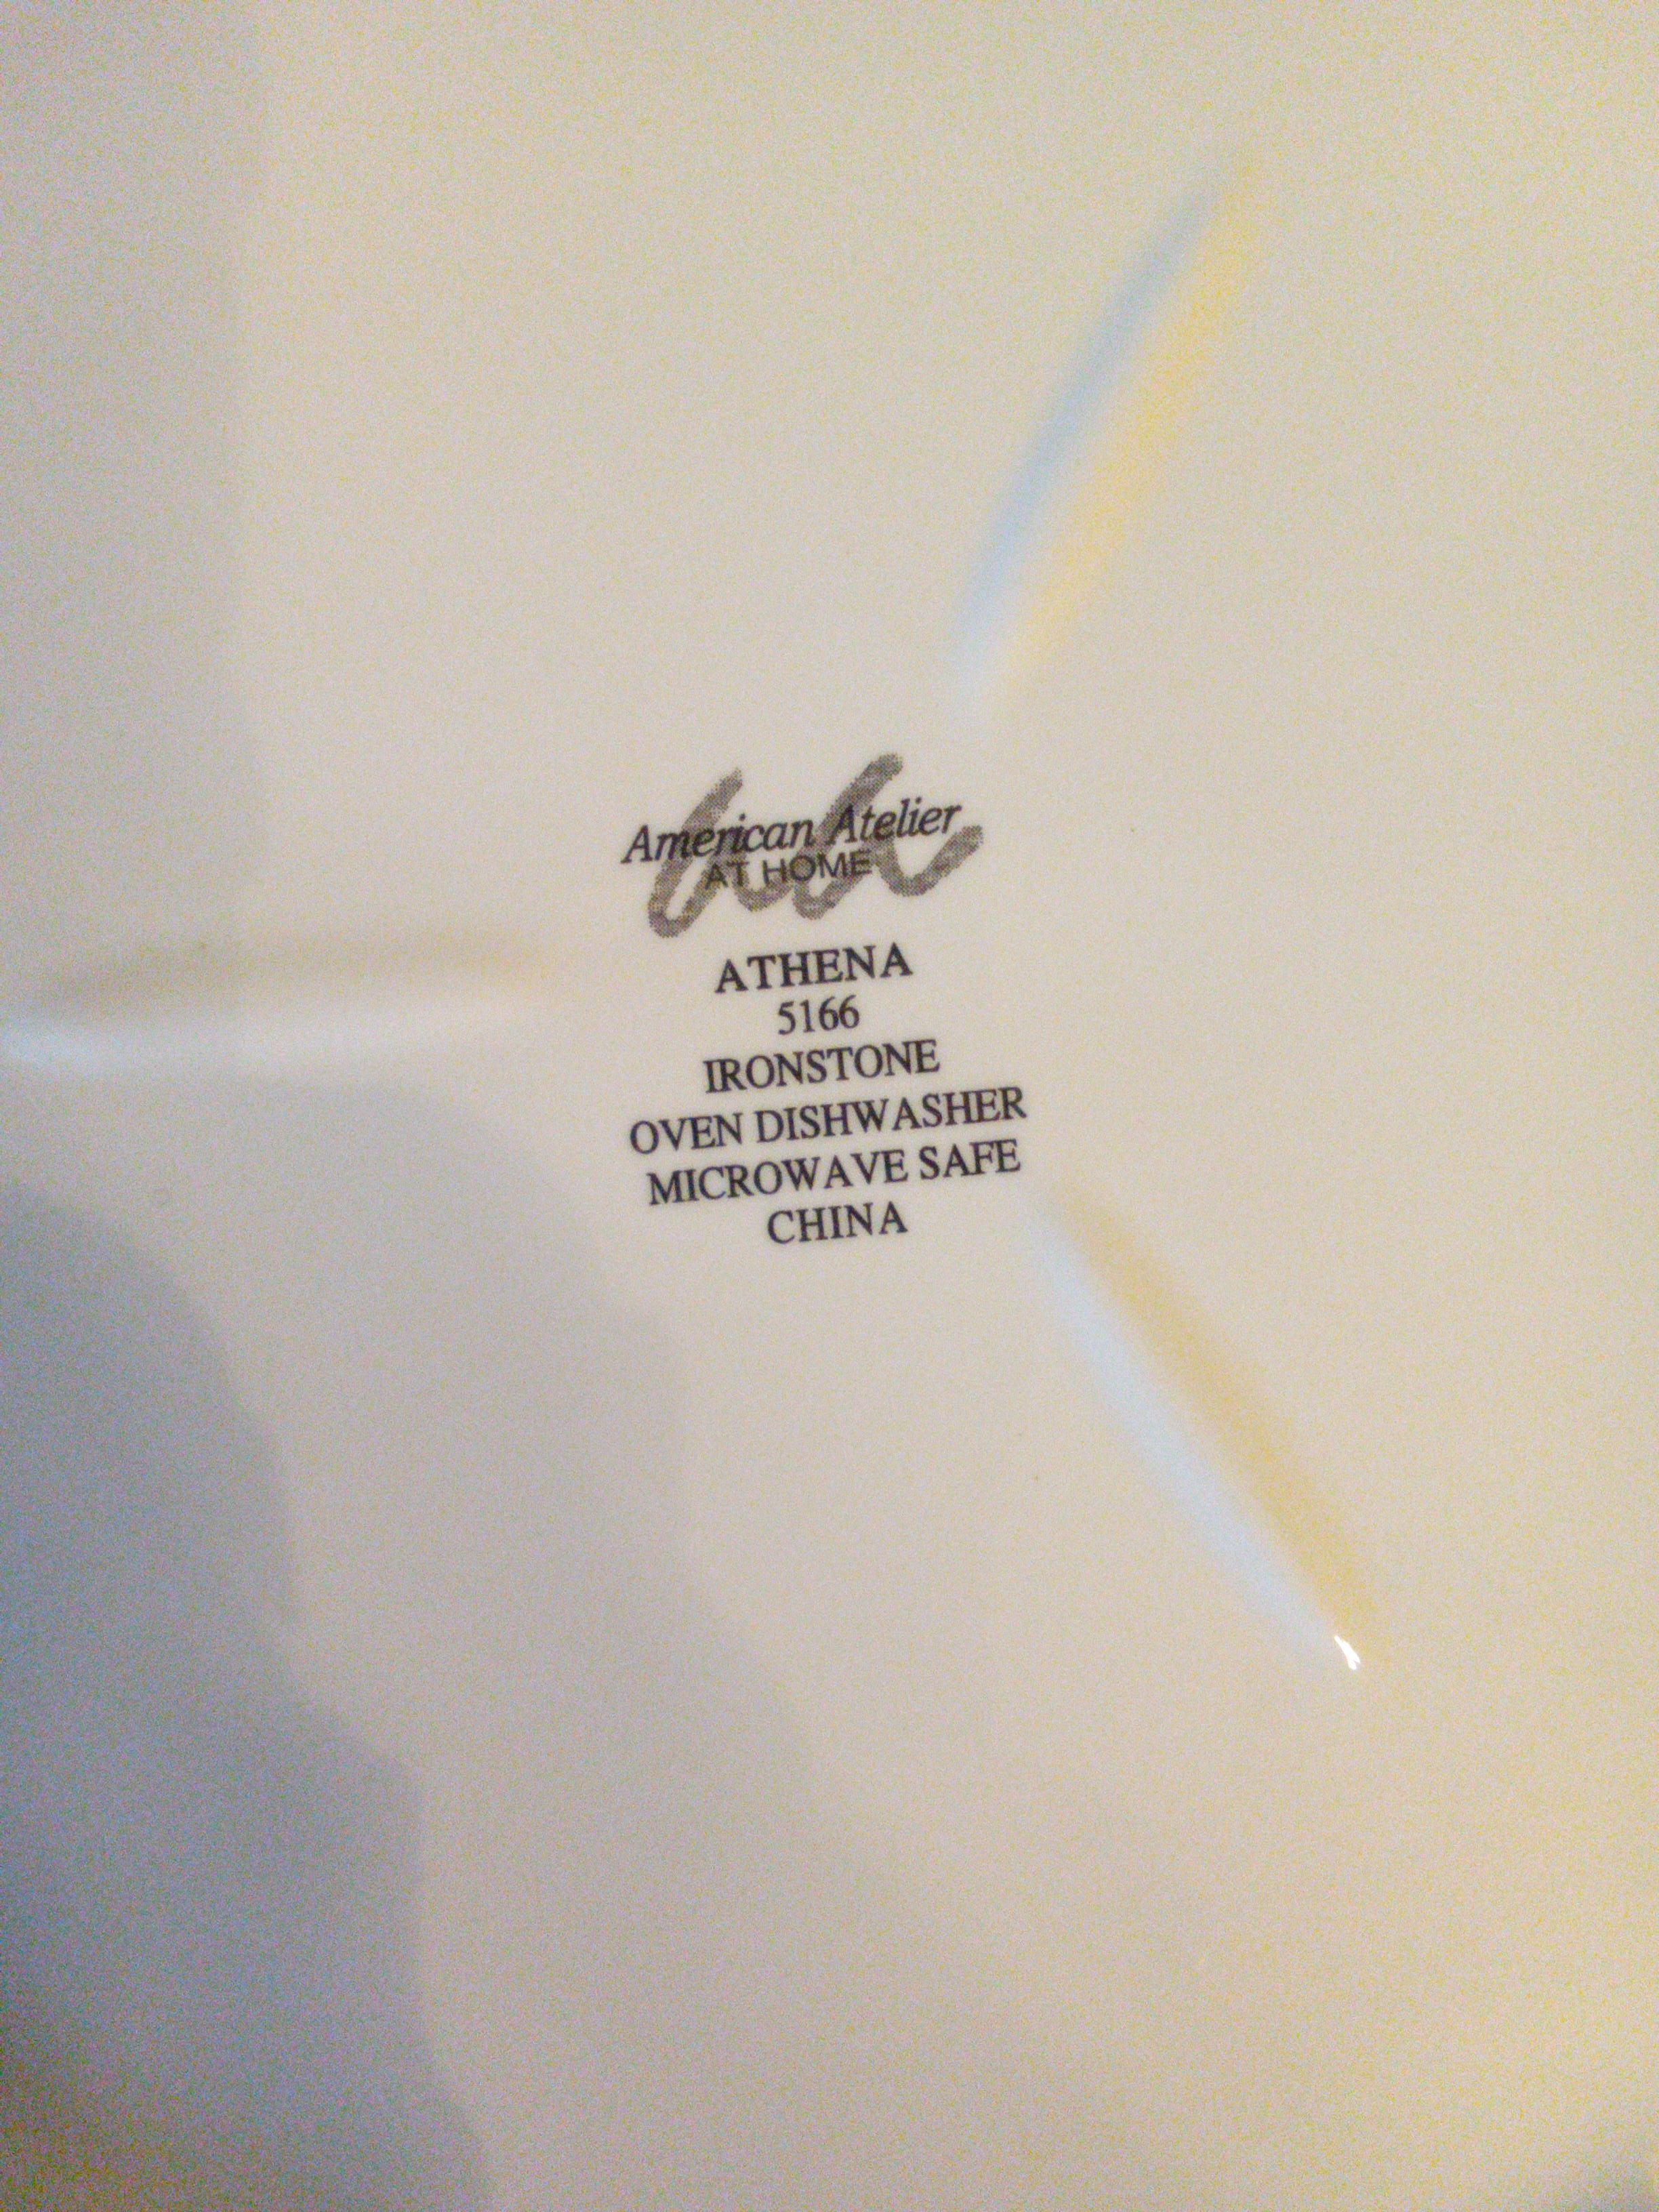 American Atelier
AT HOME
ATHENA
5166
IRONSTONE
OVEN DISHWASHER
MICROWAVE SAFE
CHINA